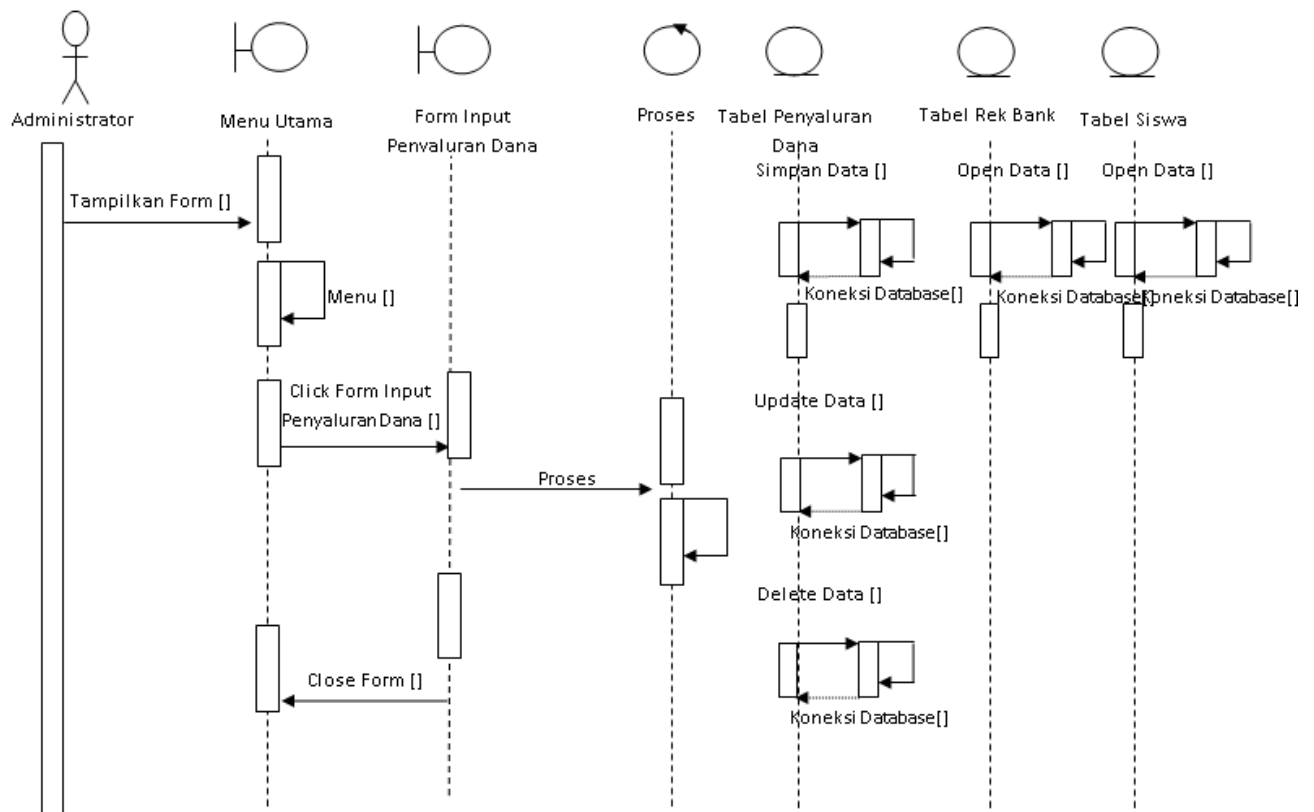 Administrator
Menu Utama
Form Input
Penyaluran Dana
Proses
Tabel Penyaluran
Dana
Tabel Rek Bank
Tabel Siswa
Simpan Data []
Open Data []
Open Data []
Tampilkan Form []
Menu []
Koneksi Database[]
Koneksi Database[]
Koneksi Database[]
Click Form Input
Penyaluran Dana []
Update Data []
Proses
Koneksi Database[]
Delete Data []
Close Form []
Koneksi Database[]